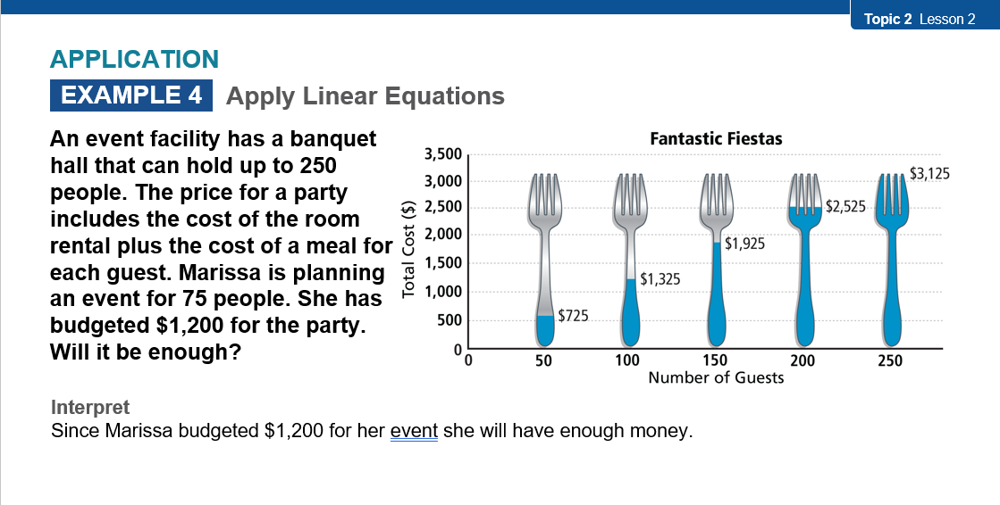 Topic 2 Lesson 2
APPLICATION
EXAMPLE 4 Apply Linear Equations
An event facility has a banquet
hall that can hold up to 250
people. The price for a party
includes the cost of the room
rental plus the cost of a meal for
each guest. Marissa is planning
an event for 75 people. She has
budgeted $1,200 for the party.
Will it be enough?
Fantastic Fiestas
Total Cost ($)
3,500
3,000
2,500
2,000
1,500
1,000
500
0
$725
$1,325
$1,925
$2,525
$3,125
0 50 100 150 200 250
Number of Guests
Interpret
Since Marissa budgeted $1,200 for her event she will have enough money.